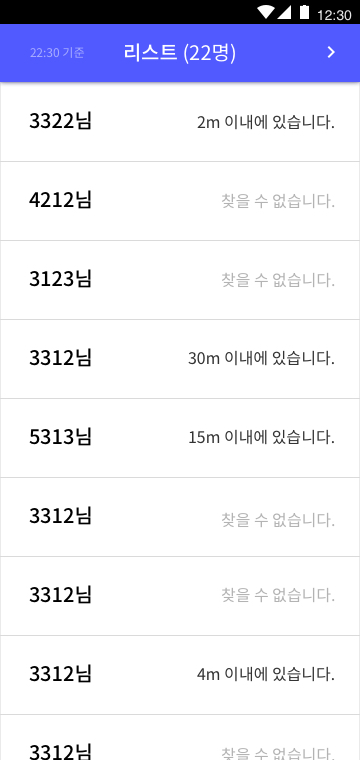 12:30
22:30 기준 리스트 (22명)
3322님 2m 이내에 있습니다.
4212님 찾을 수 없습니다.
3123님 찾을 수 없습니다.
3312님 30m 이내에 있습니다.
5313님 15m 이내에 있습니다.
3312님 찾을 수 없습니다.
3312님 찾을 수 없습니다.
3312님 4m 이내에 있습니다.
3312님 찾을 수 없습니다.